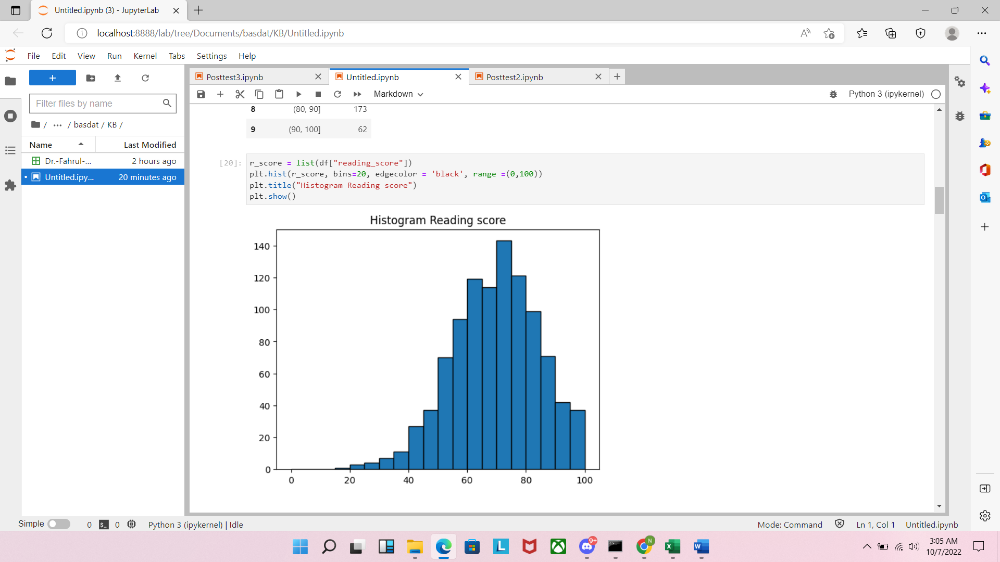 Untitled.ipynb (3) - JupyterLab
localhost:8888/lab/tree/Documents/basdat/KB/Untitled.ipynb
File Edit View Run Kernel Tabs Settings Help
Posttest3.ipynb Untitled.ipynb Posttest2.ipynb
Markdown Python 3 (ipykernel)
Filter files by name
/ ... / basdat / KB /
Name Last Modified
Dr.-Fahrul-... 2 hours ago
Untitled.ipy... 20 minutes ago
8 (80, 90] 173
9 (90, 100] 62
[20]: r_score = list(df["reading_score"])
plt.hist(r_score, bins=20, edgecolor = 'black', range =(0,100))
plt.title("Histogram Reading score")
plt.show()
Histogram Reading score
140
120
100
80
60
40
20
0
0 20 40 60 80 100
Simple 0 $_ 0 Python 3 (ipykernel) | Idle Mode: Command Ln 1, Col 1 Untitled.ipynb
L 9+ N W
3:05 AM
10/7/2022